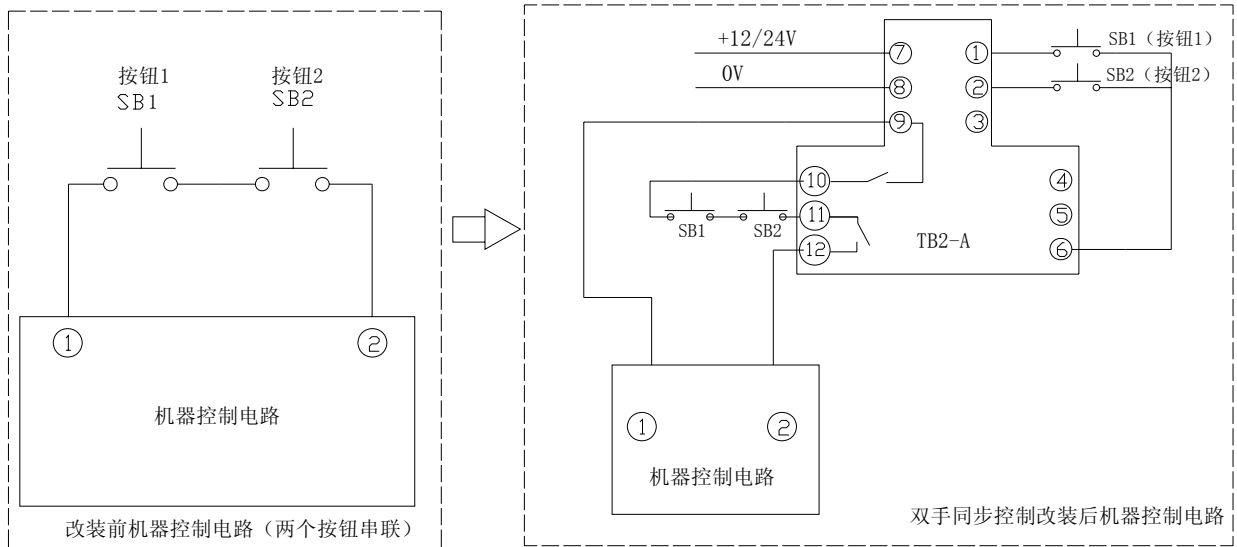 按钮1
SB1
按钮2
SB2
①
②
机器控制电路
改装前机器控制电路（两个按钮串联）
+12/24V
0V
⑦
⑧
⑨
①
②
③
SB1（按钮1）
SB2（按钮2）
⑩
⑪
⑫
④
⑤
⑥
SB1
SB2
TB2-A
①
②
机器控制电路
双手同步控制改装后机器控制电路